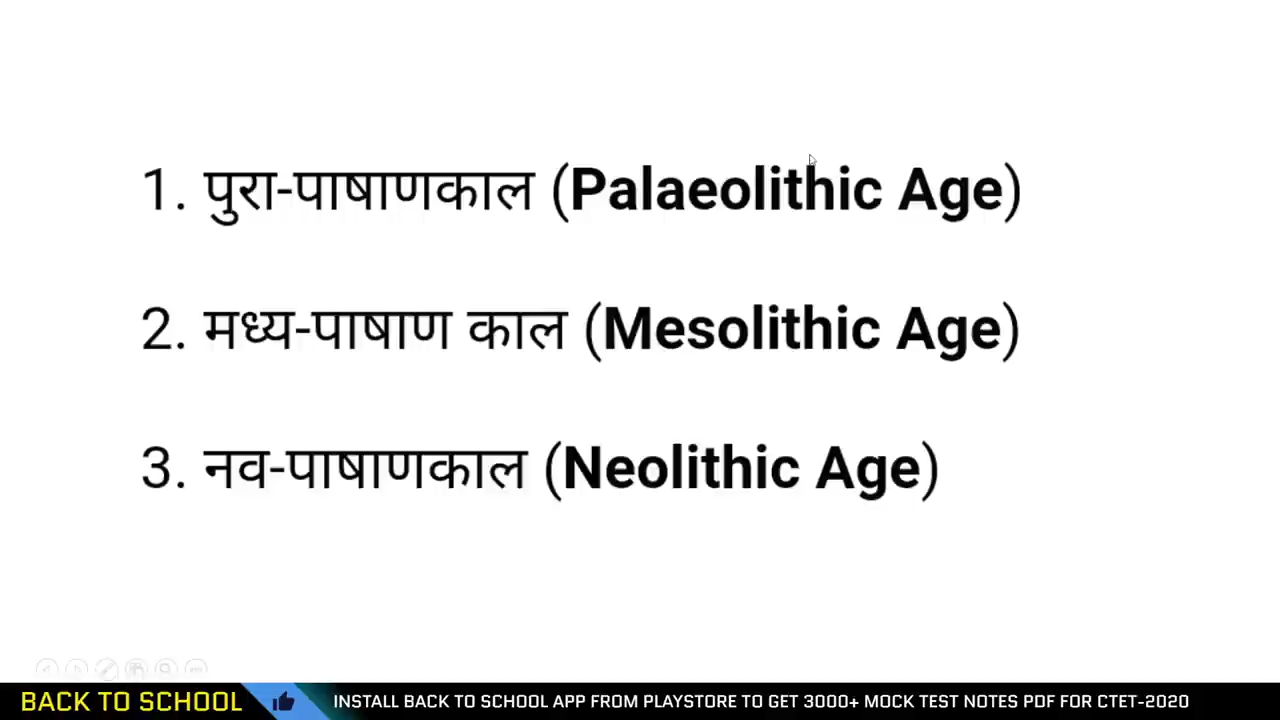 1. पुरा-पाषाणकाल (Palaeolithic Age)
2. मध्य-पाषाण काल (Mesolithic Age)
3. नव-पाषाणकाल (Neolithic Age)
BACK TO SCHOOL INSTALL BACK TO SCHOOL APP FROM PLAYSTORE TO GET 3000+ MOCK TEST NOTES PDF FOR CTET-2020